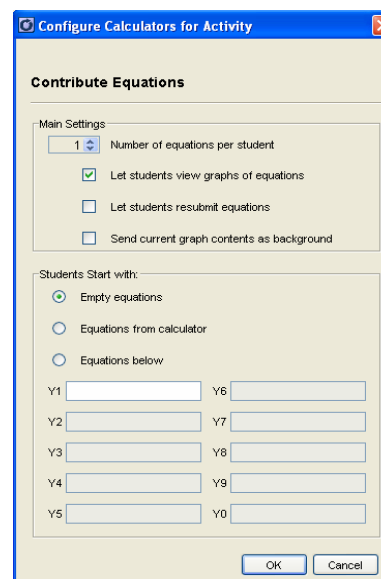 Configure Calculators for Activity
Contribute Equations
Main Settings
1 Number of equations per student
Let students view graphs of equations
Let students resubmit equations
Send current graph contents as background
Students Start with:
Empty equations
Equations from calculator
Equations below
Y1 Y6
Y2 Y7
Y3 Y8
Y4 Y9
Y5 Y0
OK Cancel